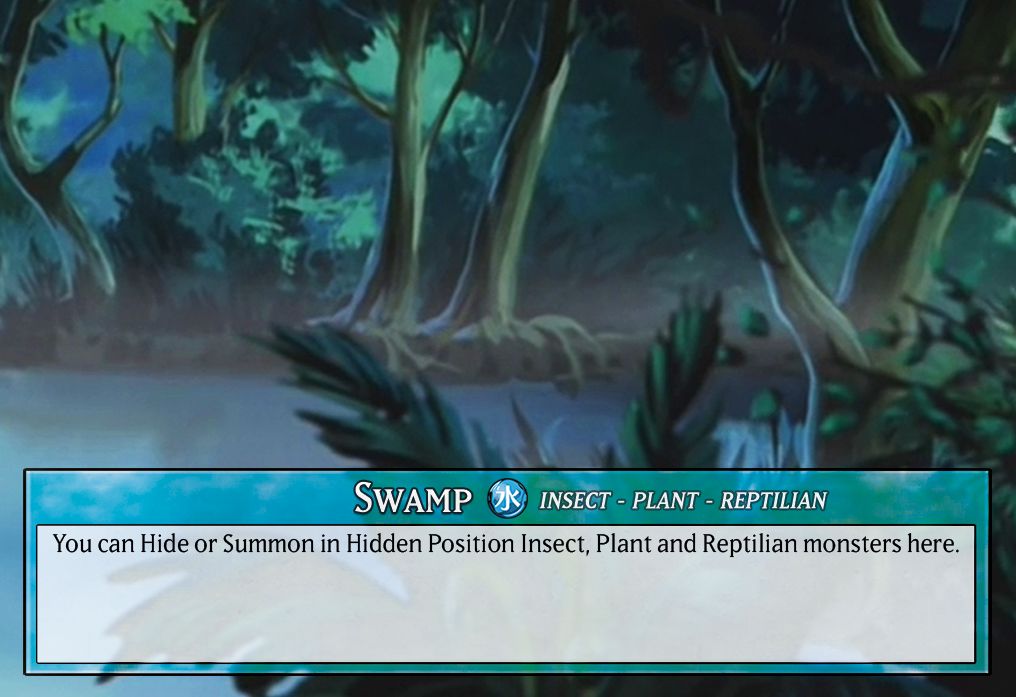 Swamp 水 INSECT - PLANT - REPTILIAN
You can Hide or Summon in Hidden Position Insect, Plant and Reptilian monsters here.